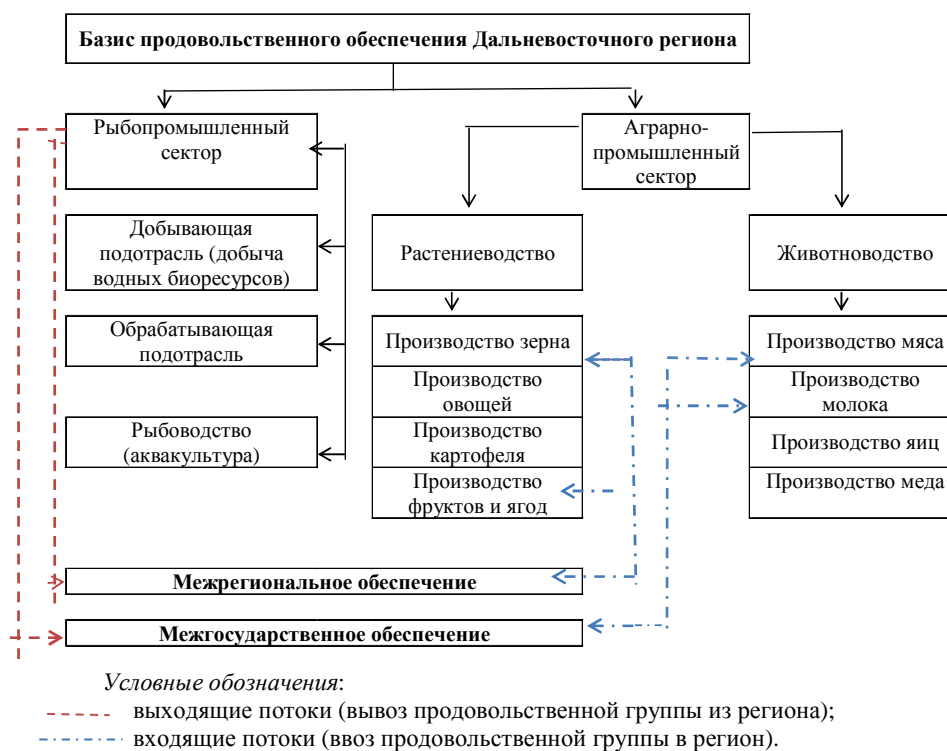 Базис продовольственного обеспечения Дальневосточного региона
Рыбопромышленный
сектор
Аграрно-
промышленный
сектор
Добывающая
подотрасль (добыча
водных биоресурсов)
Растениеводство
Животноводство
Обрабатывающая
подотрасль
Производство зерна
Производство мяса
Производство
овощей
Производство
молока
Рыбоводство
(аквакультура)
Производство
картофеля
Производство яиц
Производство
фруктов и ягод
Производство меда
Межрегиональное обеспечение
Межгосударственное обеспечение
Условные обозначения:
выходящие потоки (вывоз продовольственной группы из региона);
входящие потоки (ввоз продовольственной группы в регион).